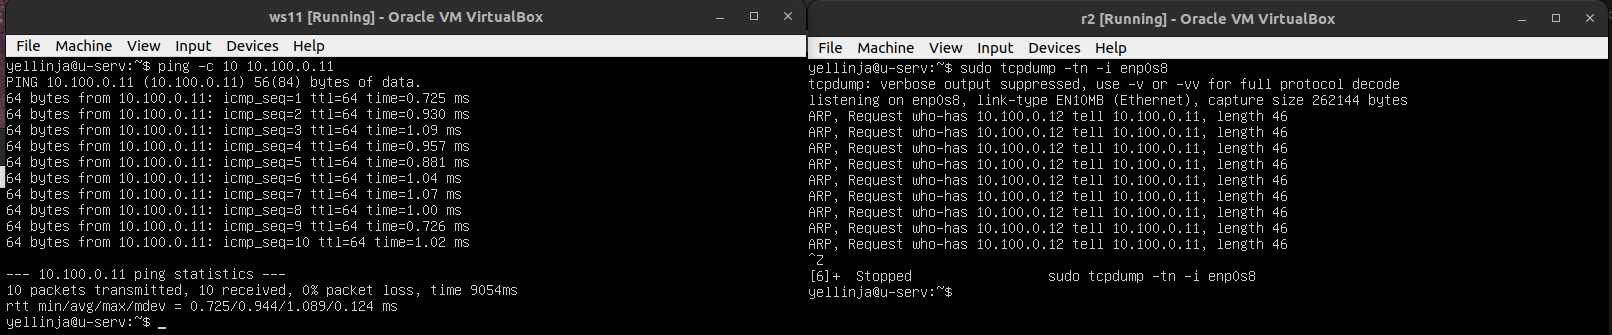 ws11 [Running] - Oracle VM VirtualBox
File Machine View Input Devices Help
yellinja@u-serv:~$ ping -c 10 10.100.0.11
PING 10.100.0.11 (10.100.0.11) 56(84) bytes of data.
64 bytes from 10.100.0.11: icmp_seq=1 ttl=64 time=0.725 ms
64 bytes from 10.100.0.11: icmp_seq=2 ttl=64 time=0.930 ms
64 bytes from 10.100.0.11: icmp_seq=3 ttl=64 time=1.09 ms
64 bytes from 10.100.0.11: icmp_seq=4 ttl=64 time=0.957 ms
64 bytes from 10.100.0.11: icmp_seq=5 ttl=64 time=0.881 ms
64 bytes from 10.100.0.11: icmp_seq=6 ttl=64 time=1.04 ms
64 bytes from 10.100.0.11: icmp_seq=7 ttl=64 time=1.07 ms
64 bytes from 10.100.0.11: icmp_seq=8 ttl=64 time=1.00 ms
64 bytes from 10.100.0.11: icmp_seq=9 ttl=64 time=0.726 ms
64 bytes from 10.100.0.11: icmp_seq=10 ttl=64 time=1.02 ms
--- 10.100.0.11 ping statistics ---
10 packets transmitted, 10 received, 0% packet loss, time 9054ms
rtt min/avg/max/mdev = 0.725/0.944/1.089/0.124 ms
yellinja@u-serv:~$ _
r2 [Running] - Oracle VM VirtualBox
File Machine View Input Devices Help
yellinja@u-serv:~$ sudo tcpdump -tn -i enp0s8
tcpdump: verbose output suppressed, use -v or -vv for full protocol decode
listening on enp0s8, link-type EN10MB (Ethernet), capture size 262144 bytes
ARP, Request who-has 10.100.0.12 tell 10.100.0.11, length 46
ARP, Request who-has 10.100.0.12 tell 10.100.0.11, length 46
ARP, Request who-has 10.100.0.12 tell 10.100.0.11, length 46
ARP, Request who-has 10.100.0.12 tell 10.100.0.11, length 46
ARP, Request who-has 10.100.0.12 tell 10.100.0.11, length 46
ARP, Request who-has 10.100.0.12 tell 10.100.0.11, length 46
ARP, Request who-has 10.100.0.12 tell 10.100.0.11, length 46
ARP, Request who-has 10.100.0.12 tell 10.100.0.11, length 46
ARP, Request who-has 10.100.0.12 tell 10.100.0.11, length 46
^Z
[6]+  Stopped                 sudo tcpdump -tn -i enp0s8
yellinja@u-serv:~$